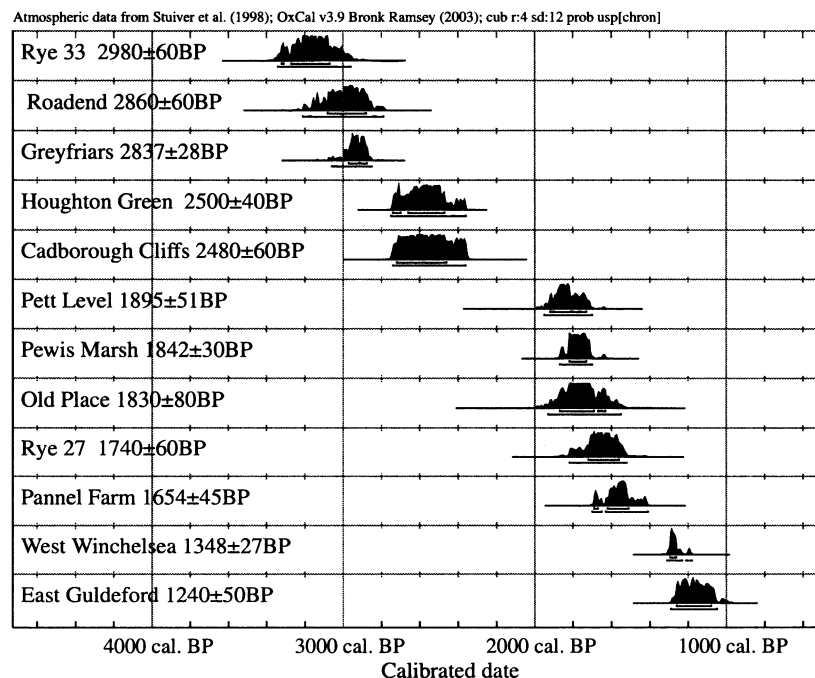 Atmospheric data from Stuiver et al. (1998); OxCal v3.9 Bronk Ramsey (2003); cub r:4 sd:12 prob usp[chron]
Rye 33 2980±60BP
Roadend 2860±60BP
Greyfriars 2837±28BP
Houghton Green 2500±40BP
Cadborough Cliffs 2480±60BP
Pett Level 1895±51BP
Pewis Marsh 1842±30BP
Old Place 1830±80BP
Rye 27 1740±60BP
Pannel Farm 1654±45BP
West Winchelsea 1348±27BP
East Guldeford 1240±50BP
4000 cal. BP 3000 cal. BP 2000 cal. BP 1000 cal. BP
Calibrated date